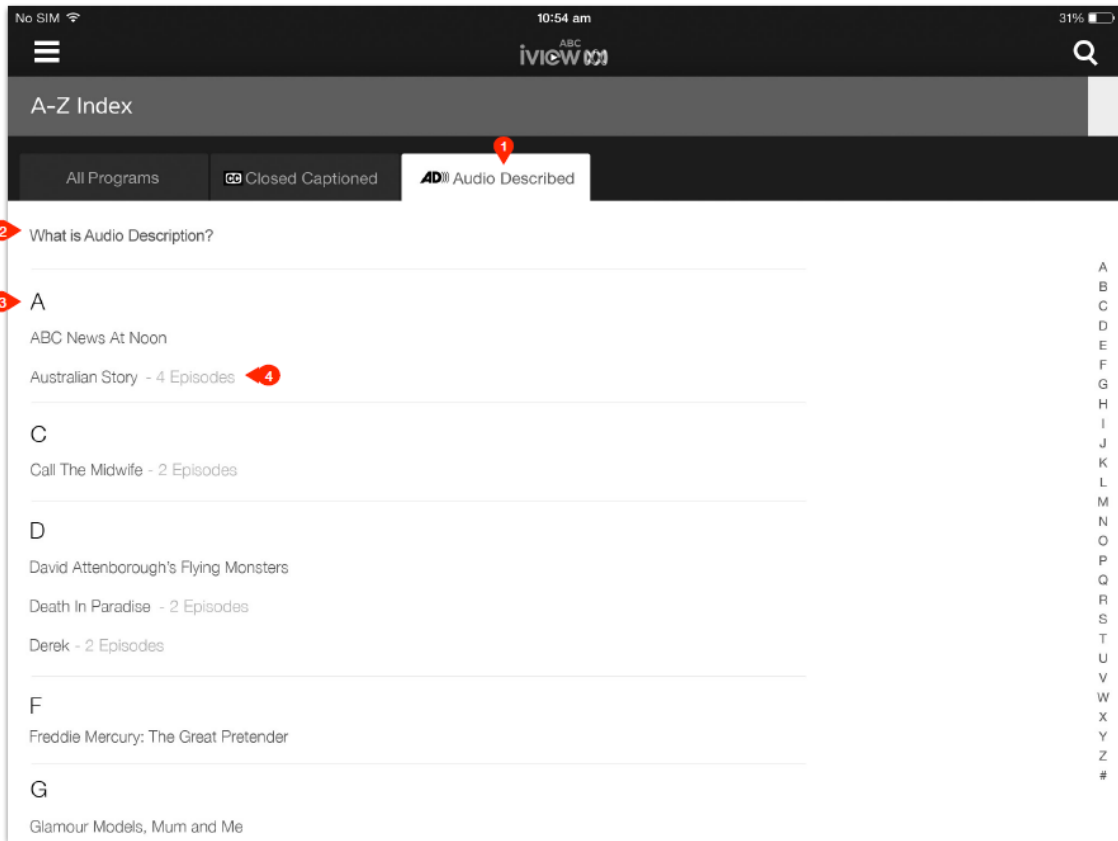 No SIM 10:54 am 31%
ABC
iview
A-Z Index
1
All Programs CC Closed Captioned AD Audio Described
2 What is Audio Description?
3 A
ABC News At Noon
Australian Story - 4 Episodes 4
C
Call The Midwife - 2 Episodes
D
David Attenborough's Flying Monsters
Death In Paradise - 2 Episodes
Derek - 2 Episodes
F
Freddie Mercury: The Great Pretender
G
Glamour Models, Mum and Me
A
B
C
D
E
F
G
H
I
J
K
L
M
N
O
P
Q
R
S
T
U
V
W
X
Y
Z
#